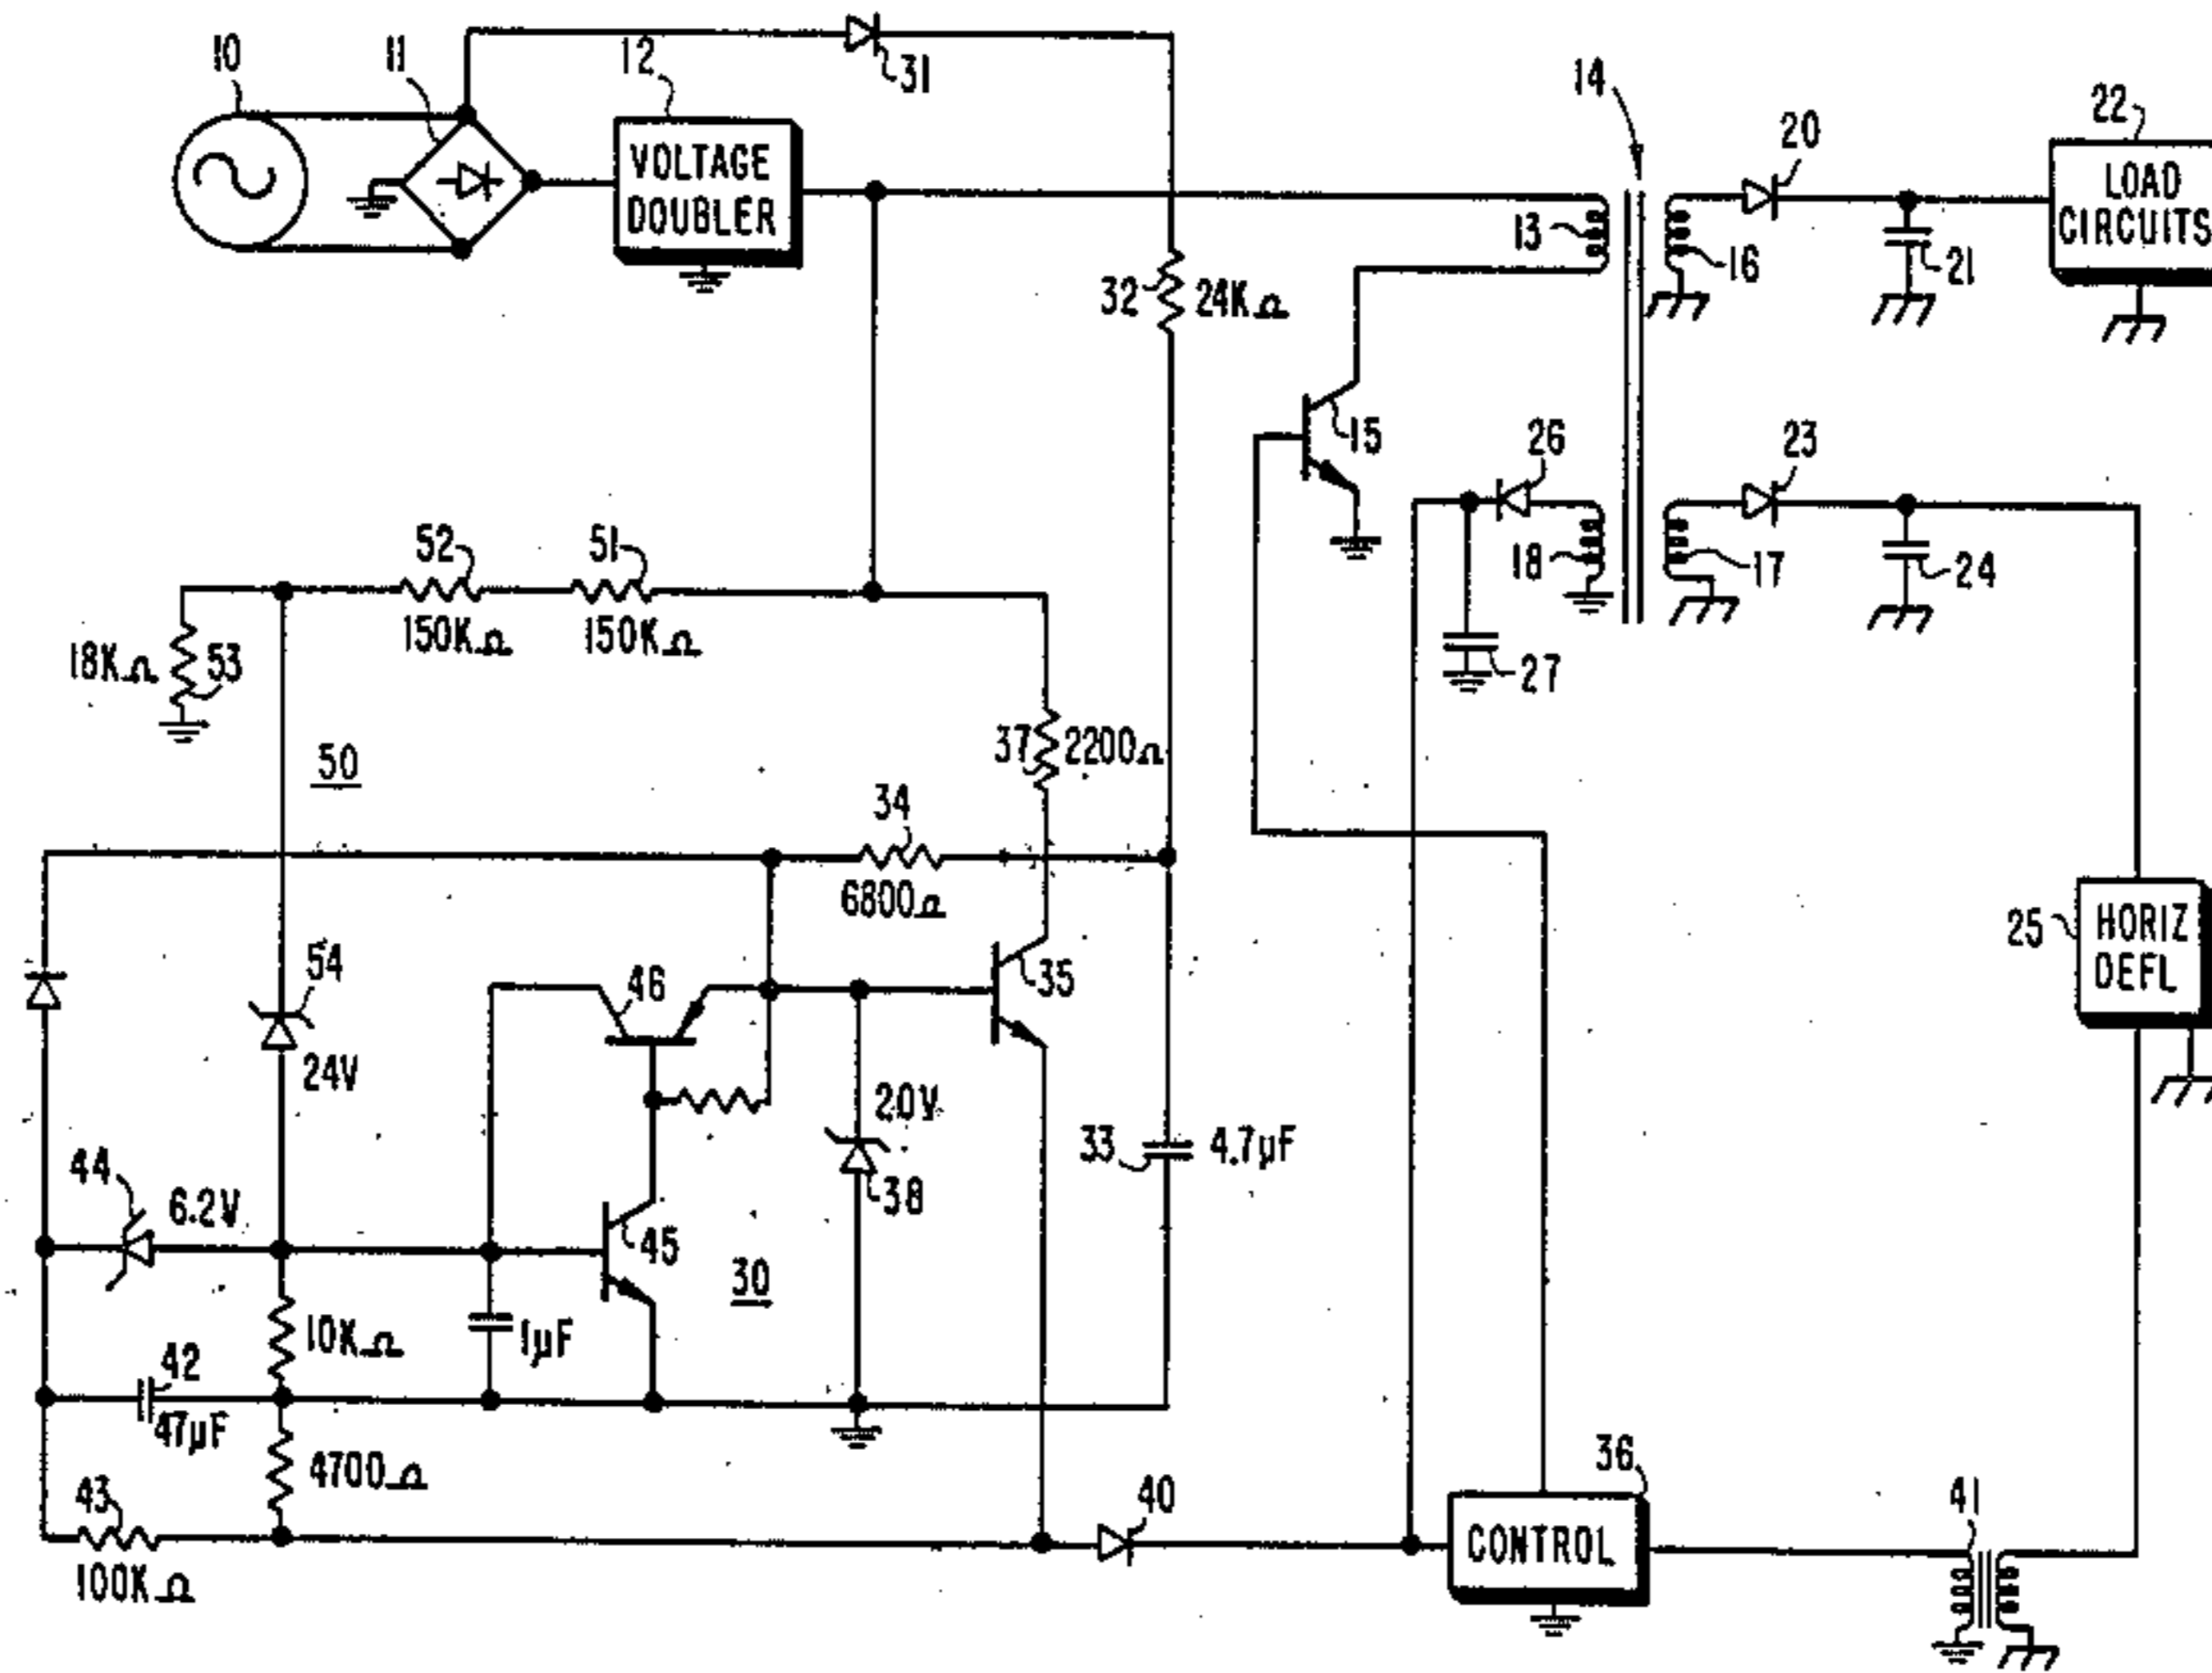 10
11
12
31
14
20
22
VOLTAGE
DOUBLER
LOAD
CIRCUITS
13
16
21
32
24KΩ
15
26
23
52
51
150KΩ
150KΩ
18
17
24
18KΩ
53
27
50
37
2200Ω
34
6800Ω
54
24V
46
35
25
HORIZ
DEFL
20V
38
33
4.7µF
44
6.2V
45
30
10KΩ
1µF
42
47µF
4700Ω
43
100KΩ
40
36
CONTROL
41